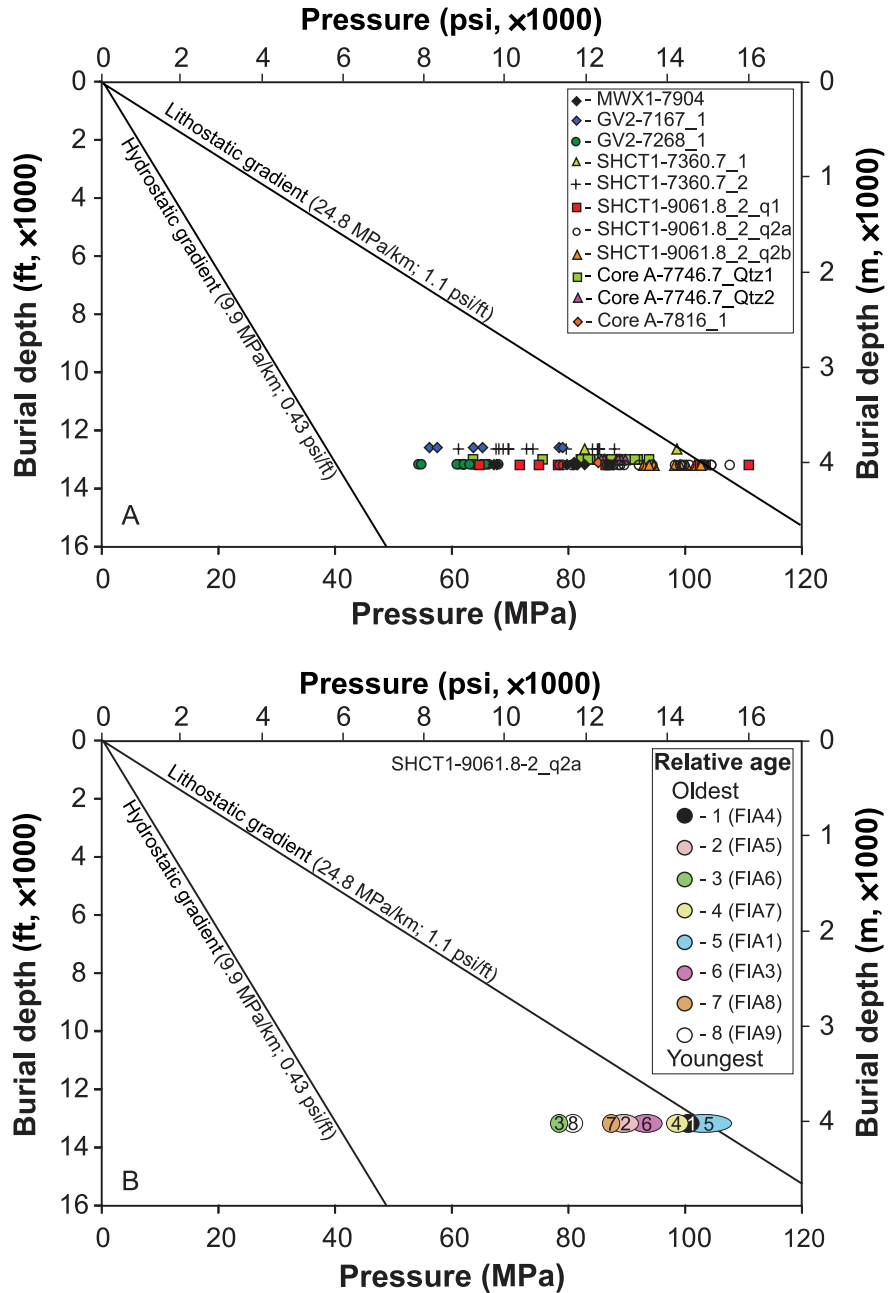 Pressure (psi, ×1000)
0 2 4 6 8 10 12 14 16
Burial depth (ft, ×1000)
0
2
4
6
8
10
12
14
16
Lithostatic gradient (24.8 MPa/km; 1.1 psi/ft)
Hydrostatic gradient (9.9 MPa/km; 0.43 psi/ft)
- MWX1-7904
- GV2-7167_1
- GV2-7268_1
- SHCT1-7360.7_1
- SHCT1-7360.7_2
- SHCT1-9061.8_2_q1
- SHCT1-9061.8_2_q2a
- SHCT1-9061.8_2_q2b
- Core A-7746.7_Qtz1
- Core A-7746.7_Qtz2
- Core A-7816_1
0
1
2
3
4
Burial depth (m, ×1000)
A
0 20 40 60 80 100 120
Pressure (MPa)
Pressure (psi, ×1000)
0 2 4 6 8 10 12 14 16
Burial depth (ft, ×1000)
0
2
4
6
8
10
12
14
16
SHCT1-9061.8-2_q2a
Lithostatic gradient (24.8 MPa/km; 1.1 psi/ft)
Hydrostatic gradient (9.9 MPa/km; 0.43 psi/ft)
Relative age
Oldest
- 1 (FIA4)
- 2 (FIA5)
- 3 (FIA6)
- 4 (FIA7)
- 5 (FIA1)
- 6 (FIA3)
- 7 (FIA8)
- 8 (FIA9)
Youngest
3 8 7 2 6 4 1 5
0
1
2
3
4
Burial depth (m, ×1000)
B
0 20 40 60 80 100 120
Pressure (MPa)